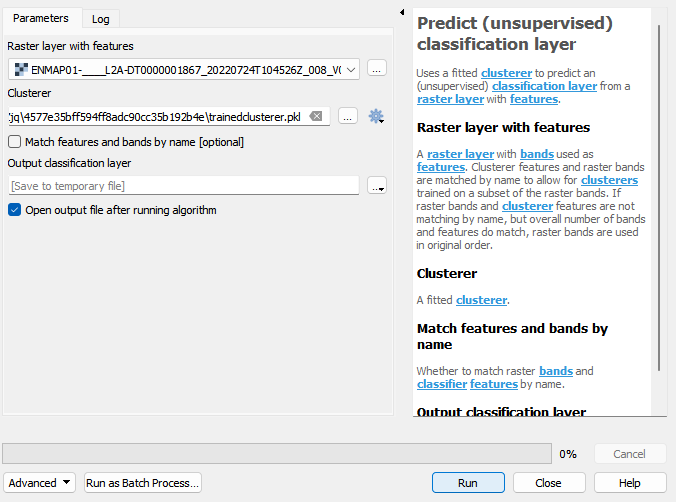 Parameters
Log
Raster layer with features
ENMAP01-____L2A-DT0000001867_20220724T104526Z_008_V0
...
Clusterer
'jq\4577e35bff594ff8adc90cc35b192b4e\trainedclusterer.pkl
...
Match features and bands by name [optional]
Output classification layer
[Save to temporary file]
...
Open output file after running algorithm
Predict (unsupervised)
classification layer
Uses a fitted clusterer to predict an
(unsupervised) classification layer from a
raster layer with features.
Raster layer with features
A raster layer with bands used as
features. Clusterer features and raster bands
are matched by name to allow for clusterers
trained on a subset of the raster bands. If
raster bands and clusterer features are not
matching by name, but overall number of bands
and features do match, raster bands are used
in original order.
Clusterer
A fitted clusterer.
Match features and bands by
name
Whether to match raster bands and
classifier features by name.
Output classification layer
0%
Cancel
Advanced
Run as Batch Process...
Run
Close
Help